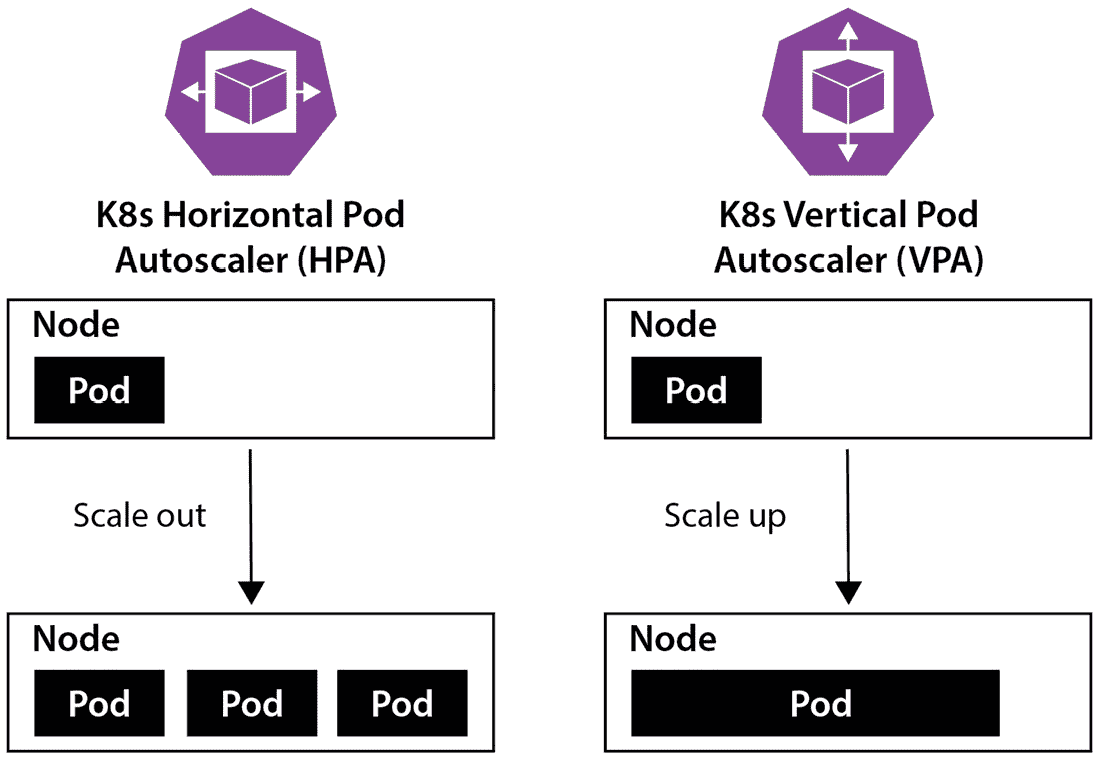 K8s Horizontal Pod
Autoscaler (HPA)
Node
Pod
Scale out
Node
Pod Pod Pod
K8s Vertical Pod
Autoscaler (VPA)
Node
Pod
Scale up
Node
Pod